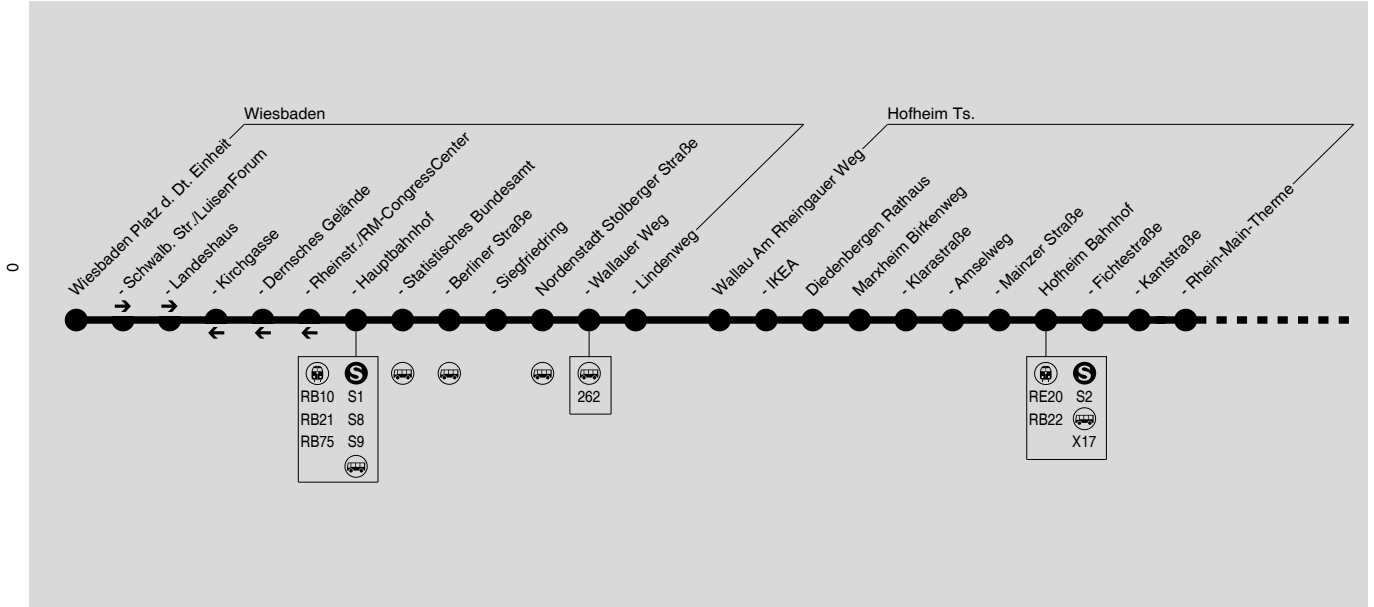 Wiesbaden
Hofheim Ts.
Wiesbaden Platz d. Dt. Einheit
- Schwalb. Str./LuisenForum
- Landeshaus
- Kirchgasse
- Dernsches Gelände
- Rheinstr./RM-CongressCenter
- Hauptbahnhof
- Statistisches Bundesamt
- Berliner Straße
- Siegfriedring
Nordenstadt Stolberger Straße
- Wallauer Weg
- Lindenweg
Wallau Am Rheingauer Weg
- IKEA
Diedenbergen Rathaus
Marxheim Birkenweg
- Klarastraße
- Amselweg
- Mainzer Straße
Hofheim Bahnhof
- Fichtestraße
- Kantstraße
- Rhein-Main-Therme
0
S
RB10 S1
RB21 S8
RB75 S9
262
S
RE20 S2
RB22
X17